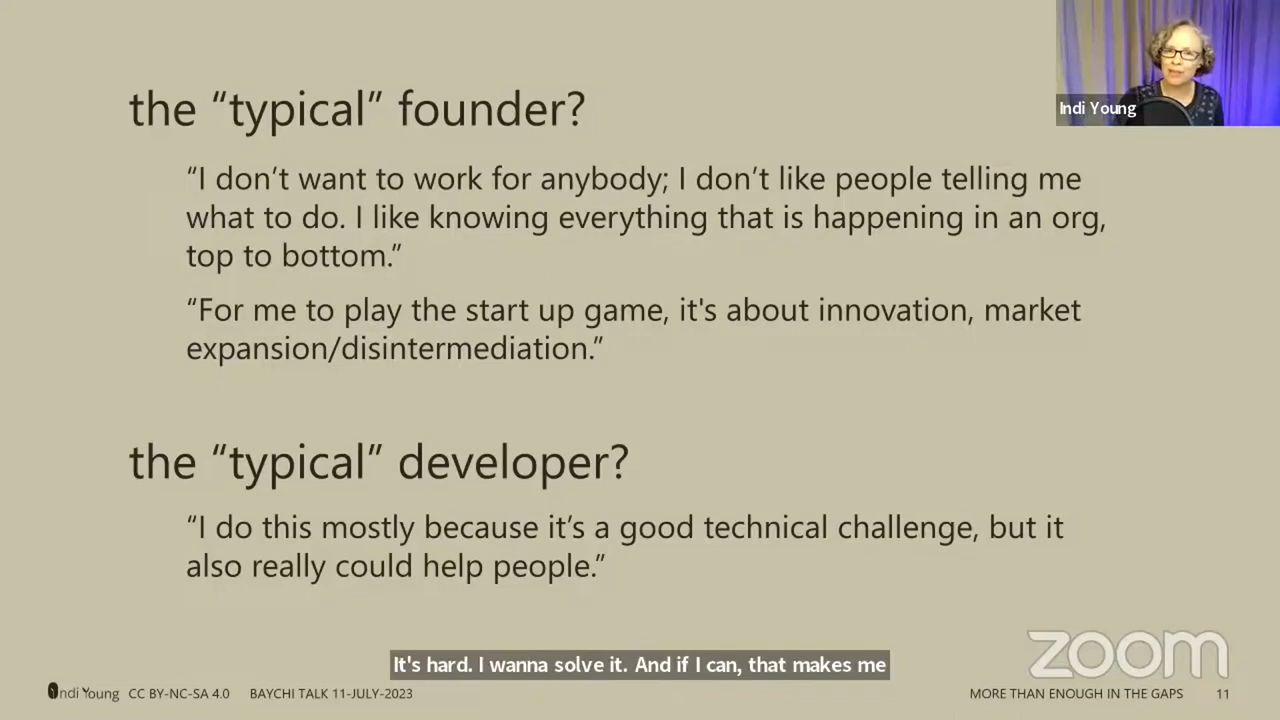 the “typical” founder?
Indi Young
“I don’t want to work for anybody; I don’t like people telling me
what to do. I like knowing everything that is happening in an org,
top to bottom.”
“For me to play the start up game, it's about innovation, market
expansion/disintermediation.”
the “typical” developer?
“I do this mostly because it’s a good technical challenge, but it
also really could help people.”
zoom
It's hard. I wanna solve it. And if I can, that makes me
Indi Young CC BY-NC-SA 4.0 BAYCHI TALK 11-JULY-2023 MORE THAN ENOUGH IN THE GAPS 11